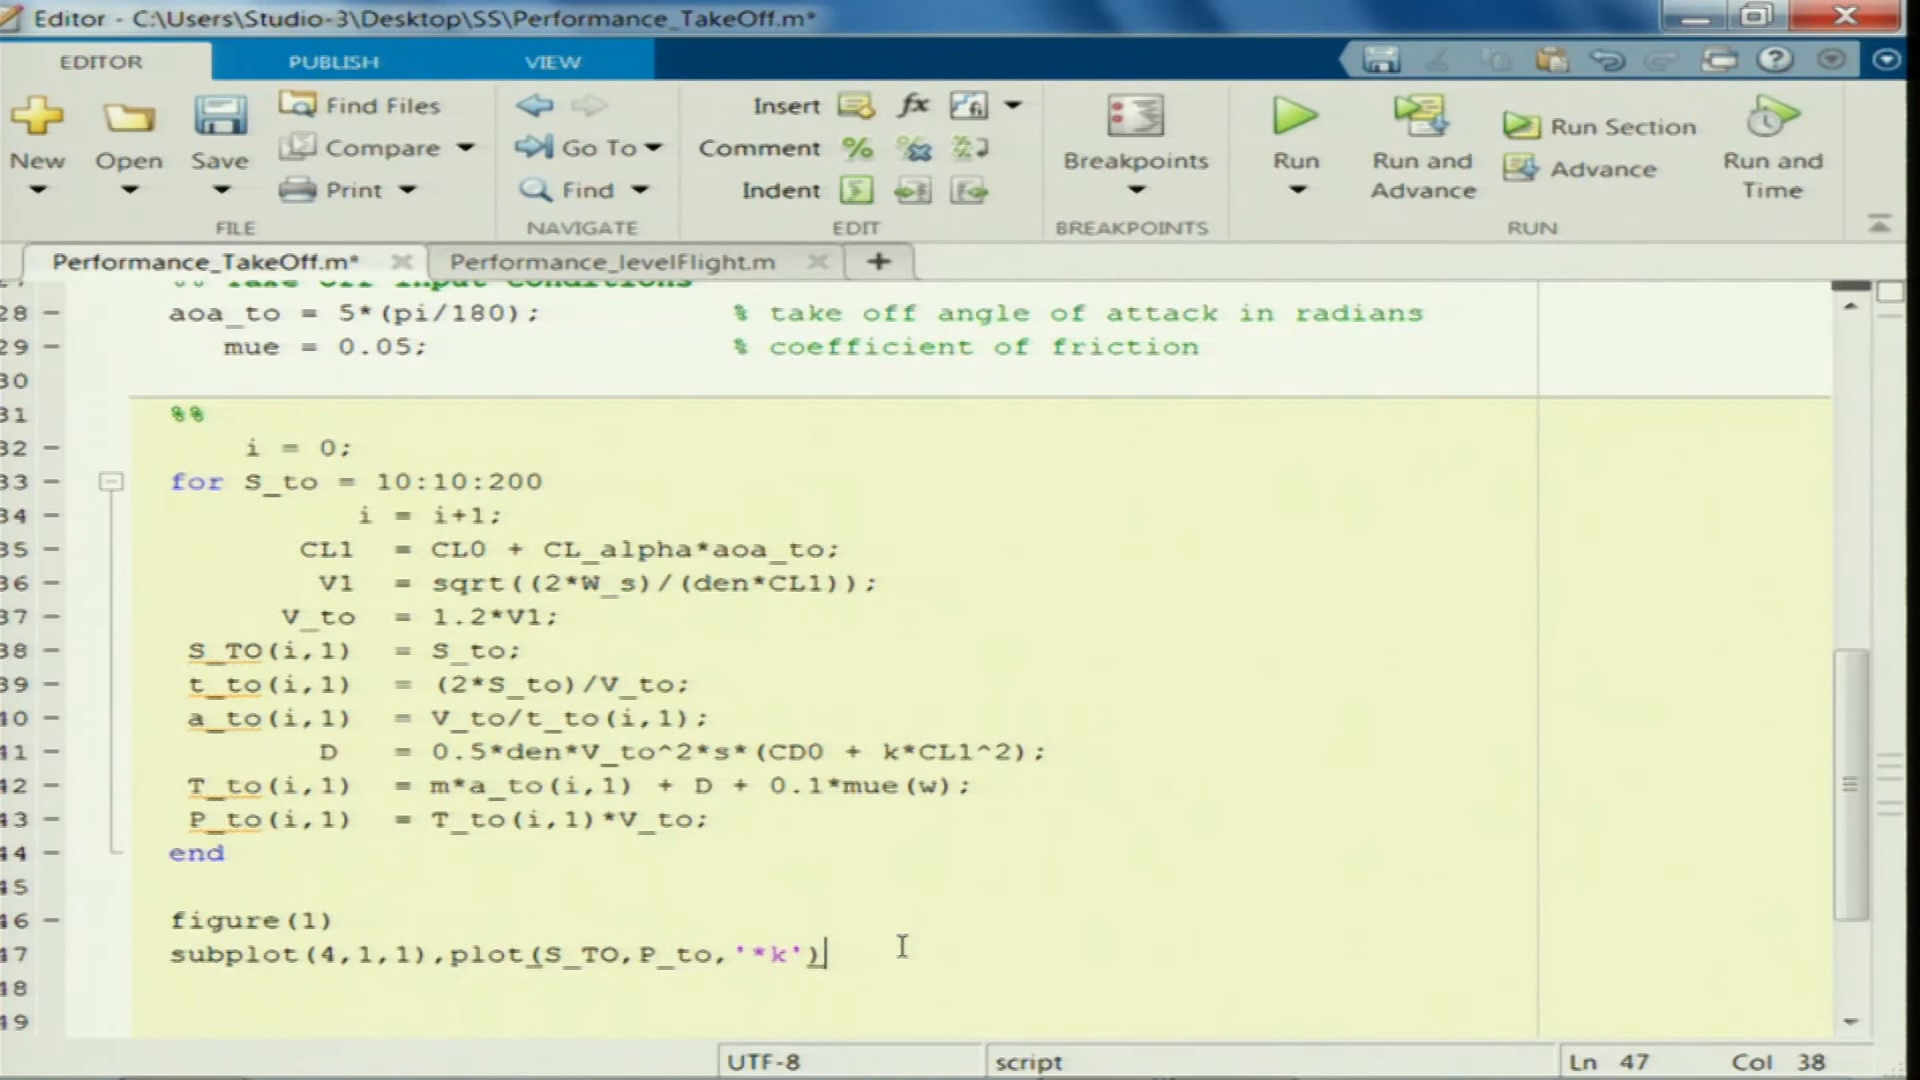 Editor - C:\Users\Studio-3\Desktop\SS\Performance_TakeOff.m*
EDITOR PUBLISH VIEW
New Open Save Find Files Compare Print
Go To Find
Insert fx Comment Indent
Breakpoints
Run Run and Advance Run Section Advance Run and Time
FILE NAVIGATE EDIT BREAKPOINTS RUN
Performance_TakeOff.m* Performance_levelFlight.m
%% Take Off Input Conditions
28 aoa_to = 5*(pi/180); % take off angle of attack in radians
29 mue = 0.05; % coefficient of friction
30
31 %%
32 i = 0;
33 for S_to = 10:10:200
34 i = i+1;
35 CL1 = CL0 + CL_alpha*aoa_to;
36 V1 = sqrt((2*W_s)/(den*CL1));
37 V_to = 1.2*V1;
38 S_TO(i,1) = S_to;
39 t_to(i,1) = (2*S_to)/V_to;
40 a_to(i,1) = V_to/t_to(i,1);
41 D = 0.5*den*V_to^2*s*(CD0 + k*CL1^2);
42 T_to(i,1) = m*a_to(i,1) + D + 0.1*mue(w);
43 P_to(i,1) = T_to(i,1)*V_to;
44 end
45
46 figure(1)
47 subplot(4,1,1),plot(S_TO,P_to,'*k')
48
49
UTF-8 script Ln 47 Col 38